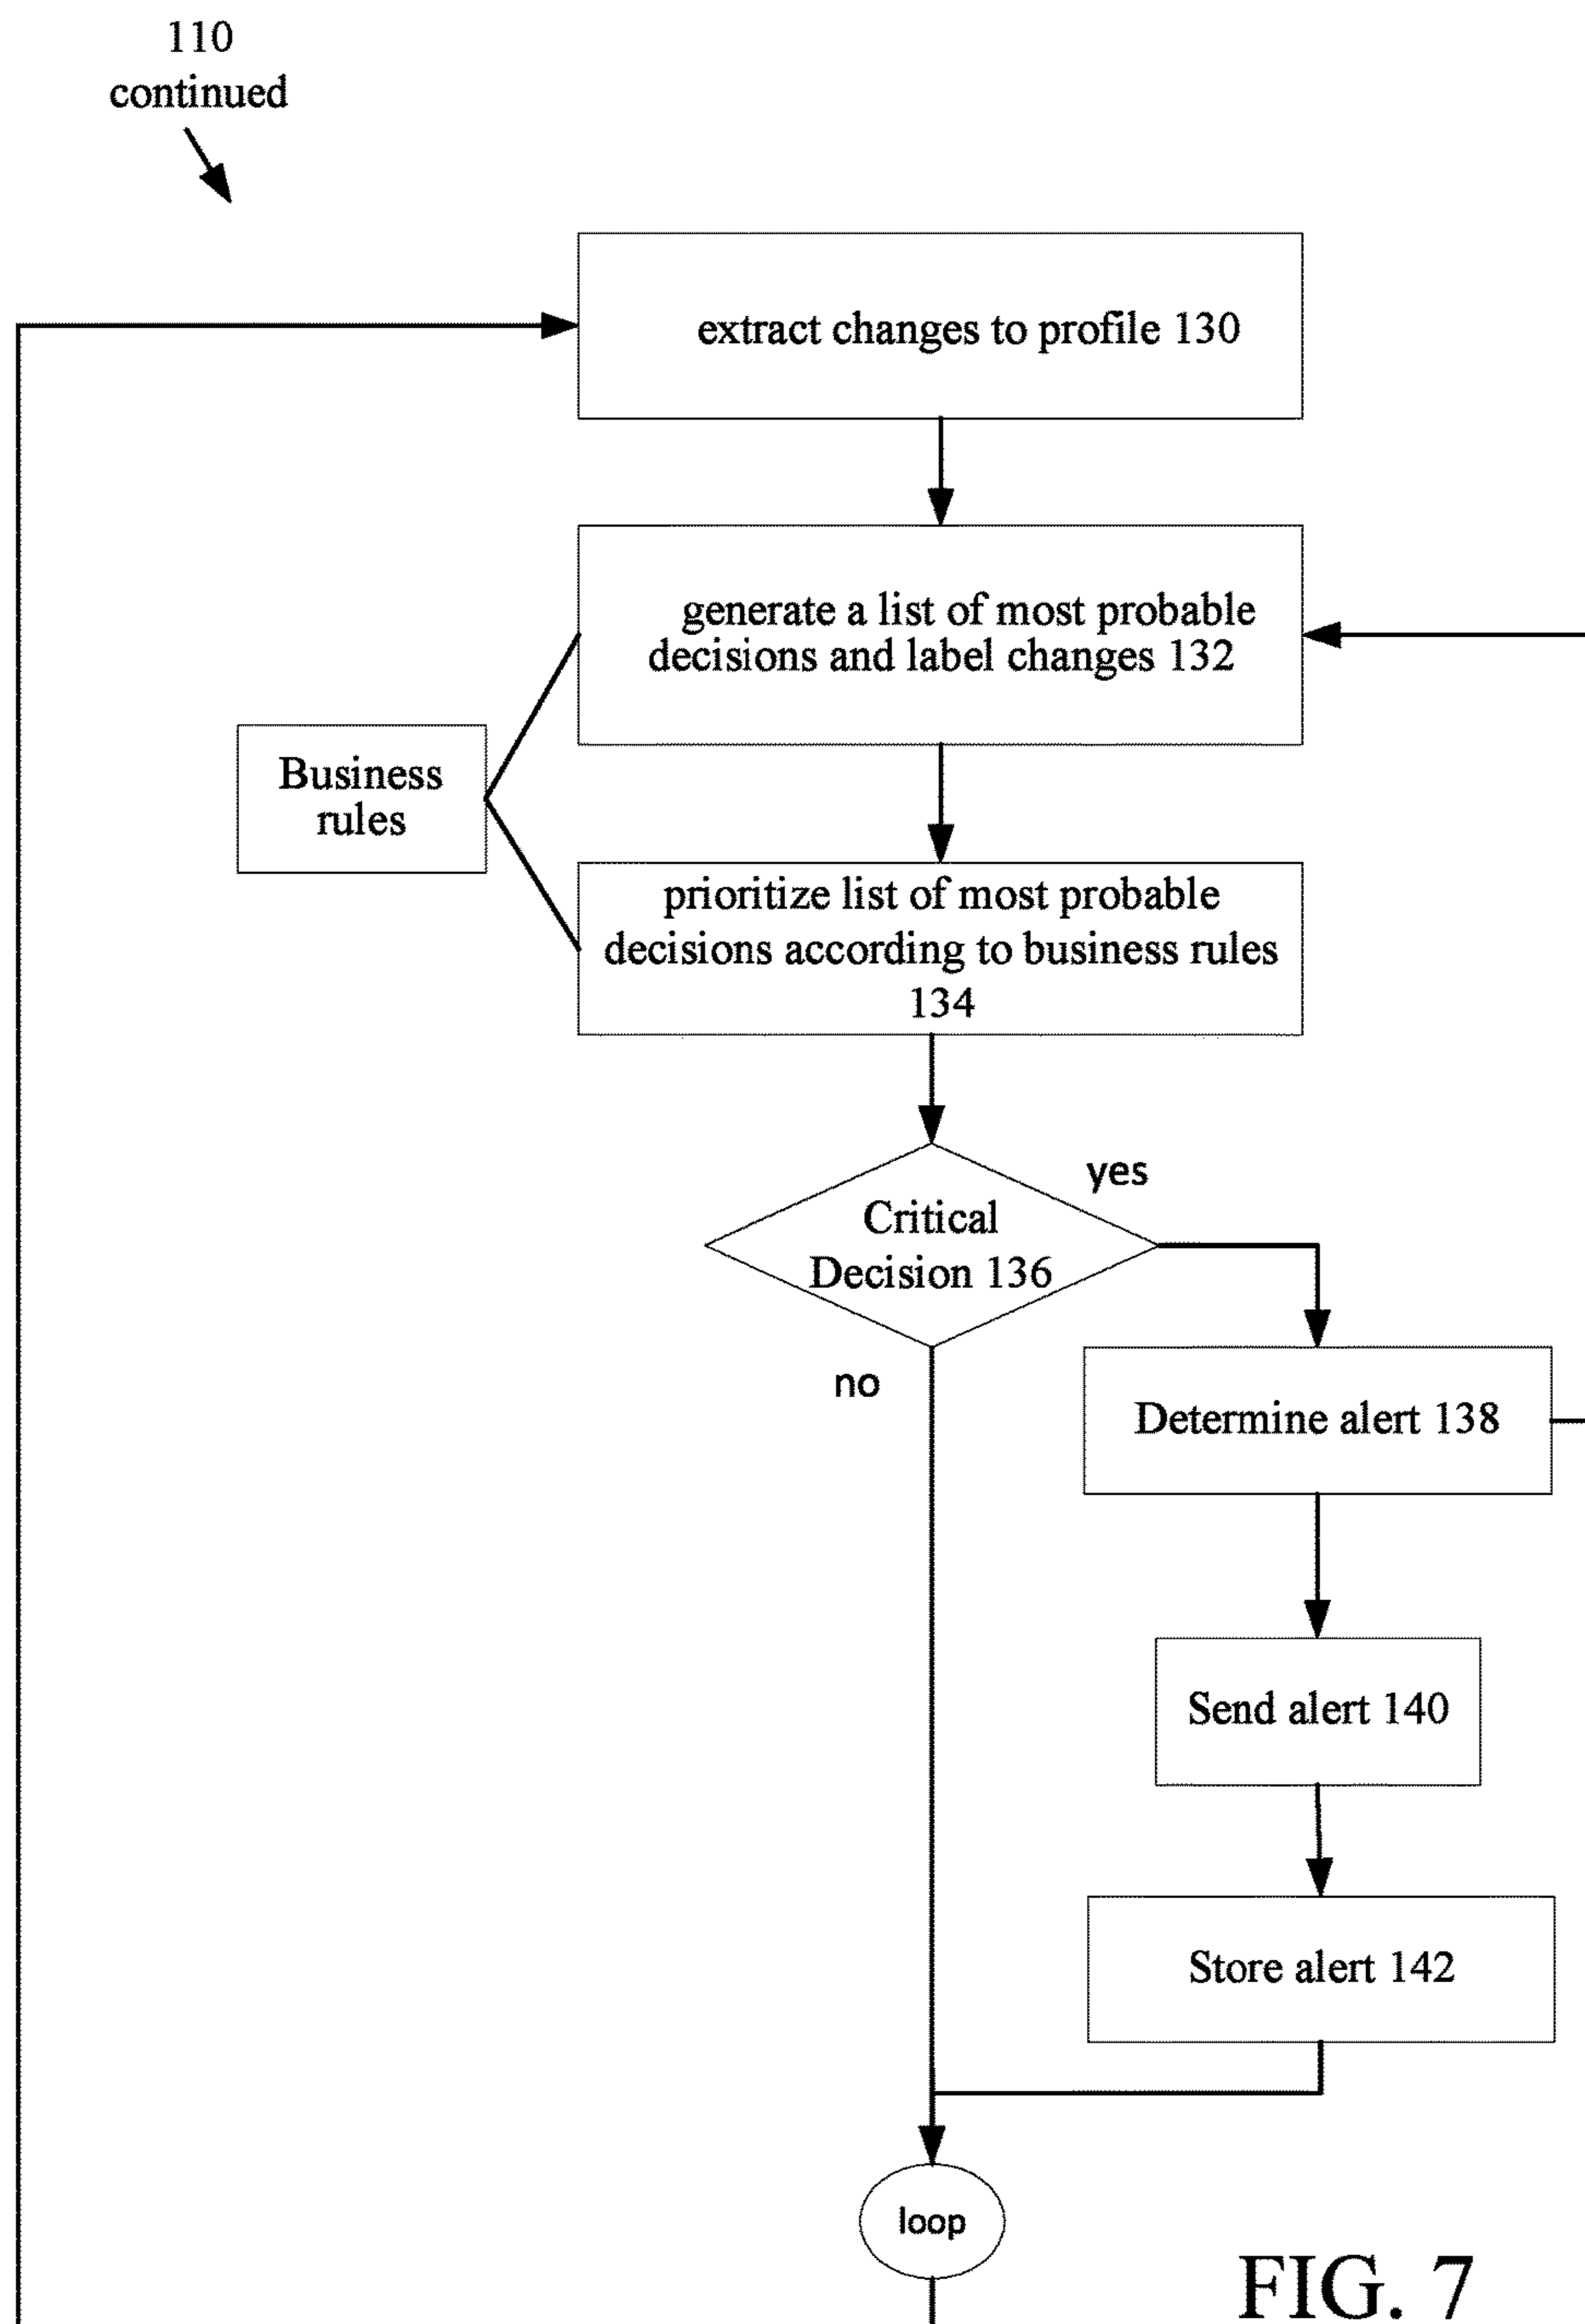 110
continued
extract changes to profile 130
generate a list of most probable
decisions and label changes 132
Business
rules
prioritize list of most probable
decisions according to business rules
134
yes
Critical
Decision 136
no
Determine alert 138
Send alert 140
Store alert 142
loop
FIG. 7